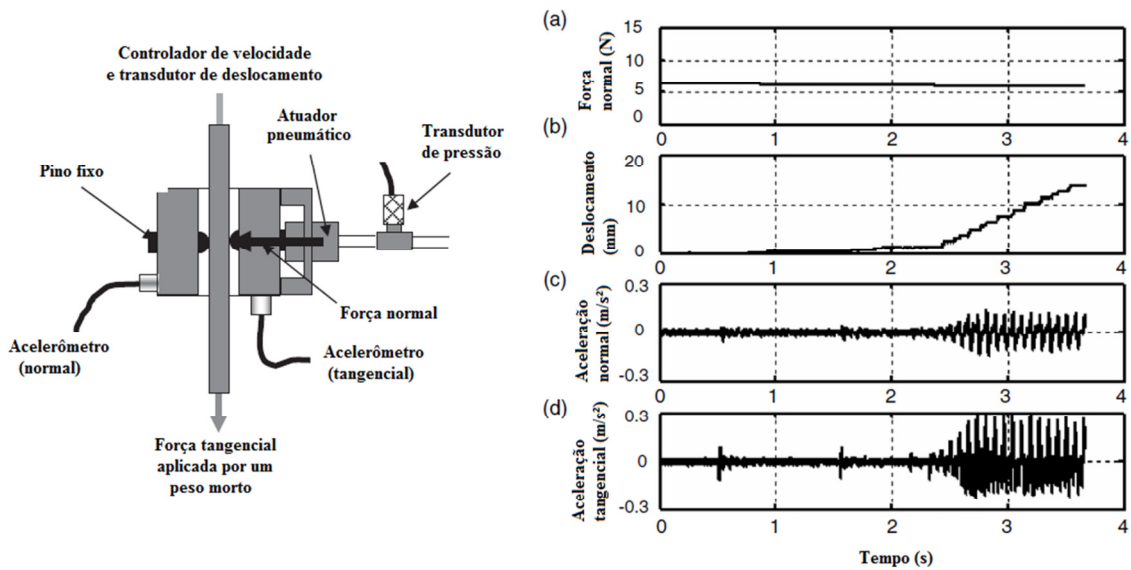 Controlador de velocidade
e transdutor de deslocamento
Atuador
pneumático
Transdutor
de pressão
Pino fixo
Força normal
Acelerômetro
(normal)
Acelerômetro
(tangencial)
Força tangencial
aplicada por um
peso morto
(a)
Força
normal (N)
15
10
5
0
0 1 2 3 4
(b)
Deslocamento
(mm)
20
10
0
0 1 2 3 4
(c)
Aceleração
normal (m/s²)
0.3
0
-0.3
0 1 2 3 4
(d)
Aceleração
tangencial (m/s²)
0.3
0
-0.3
0 1 2 3 4
Tempo (s)